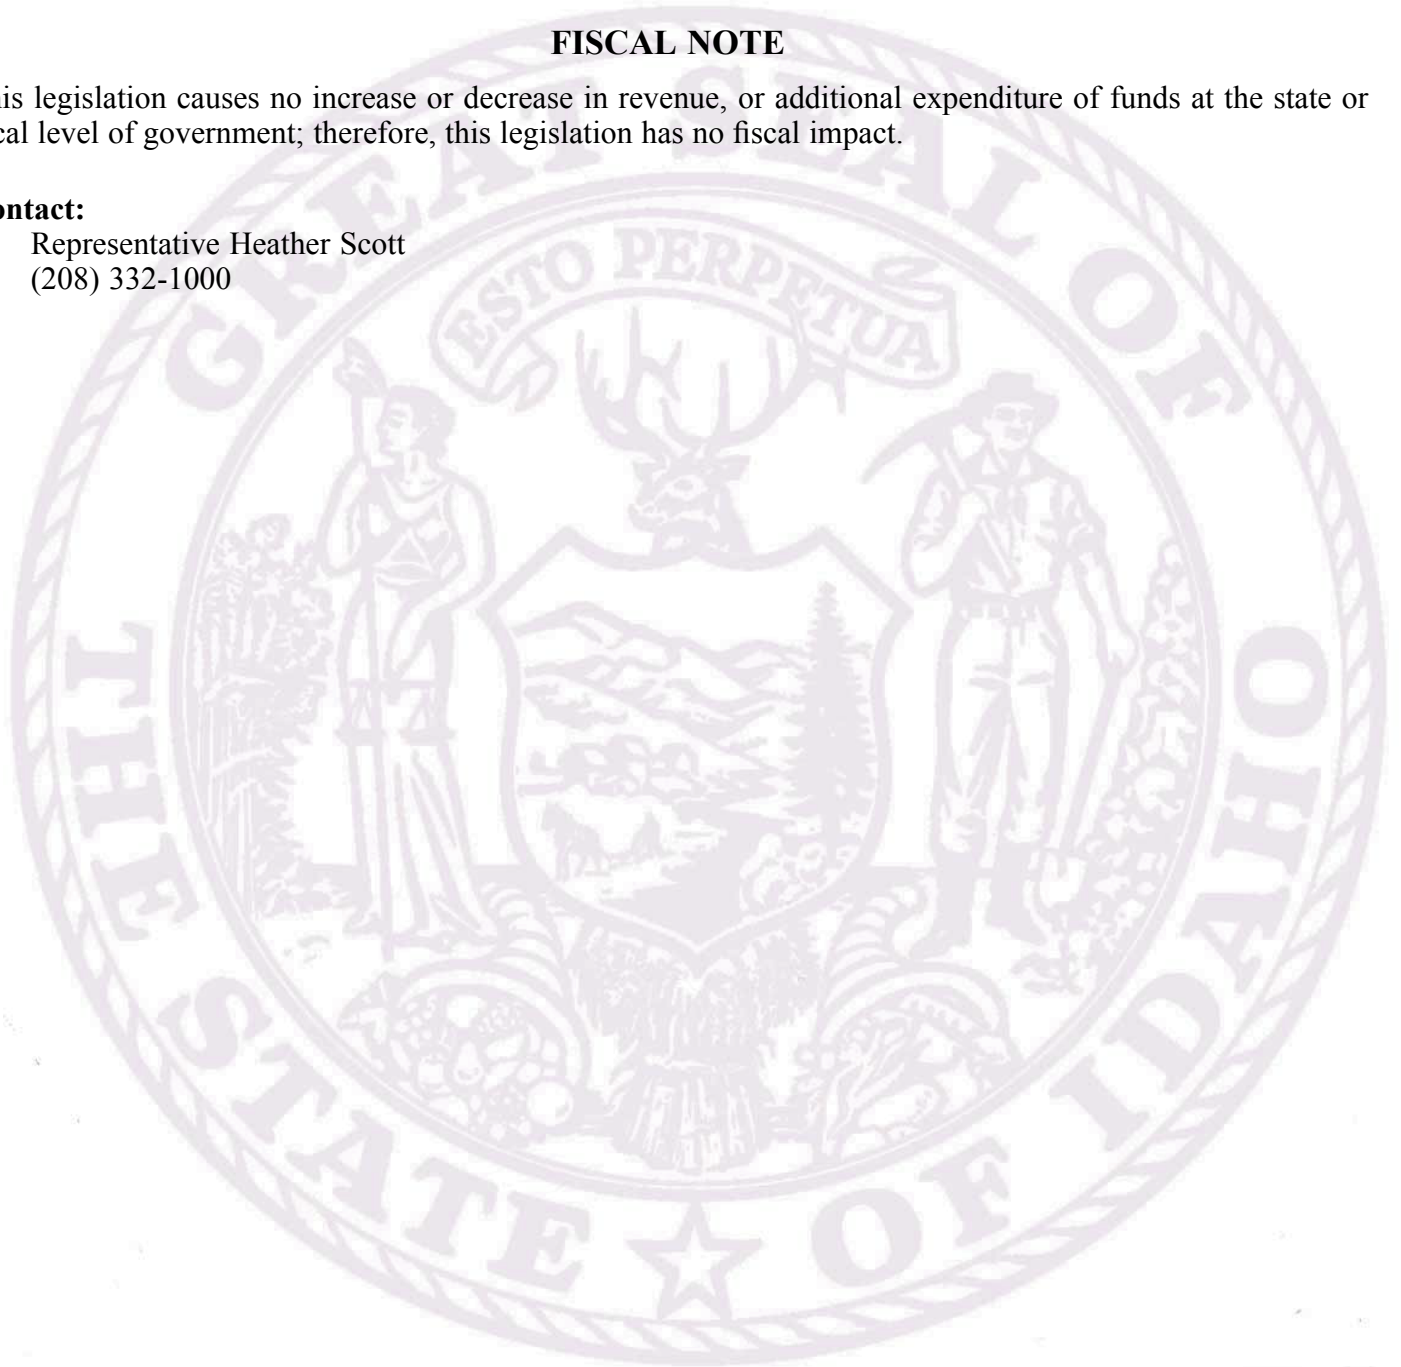 FISCAL NOTE
his legislation causes no increase or decrease in revenue, or additional expenditure of funds at the state or
cal level of government; therefore, this legislation has no fiscal impact.
ontact:
Representative Heather Scott
(208) 332-1000
GREAT SEAL OF
ESTO PERPETUA
THE STATE OF IDAHO